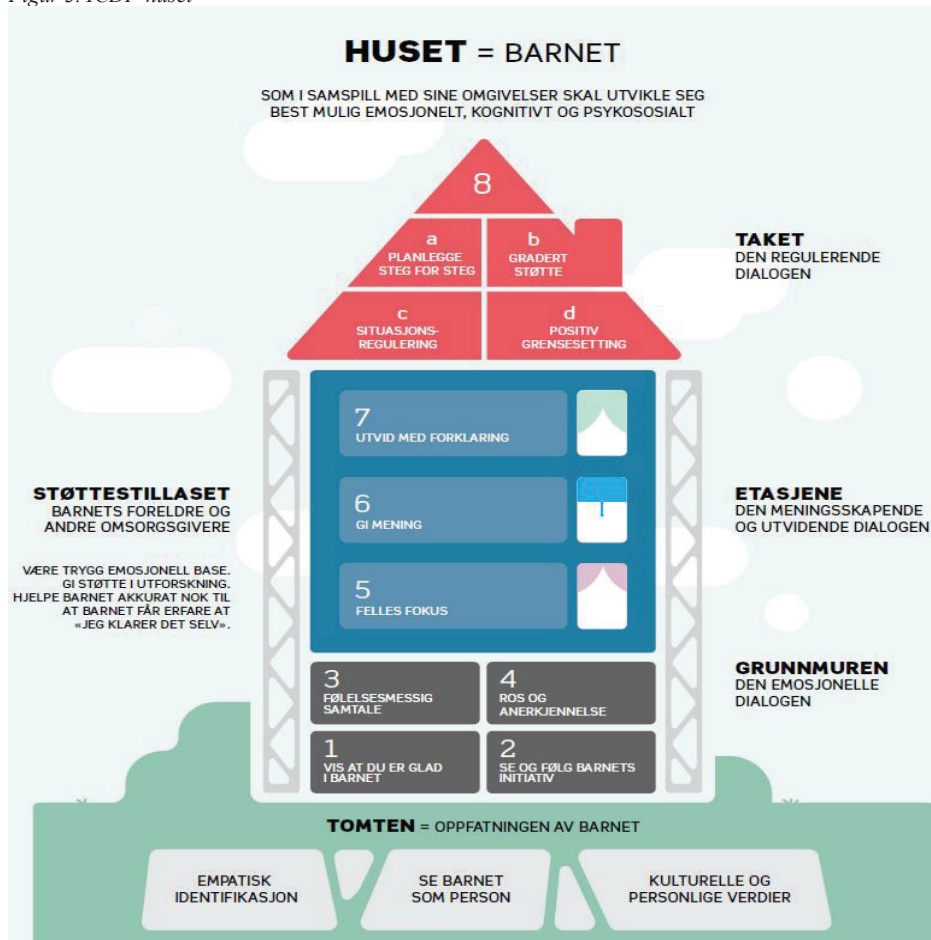 Figur 3. ICDP-huset
HUSET = BARNET
SOM I SAMSPILL MED SINE OMGIVELSER SKAL UTVIKLE SEG
BEST MULIG EMOSJONELT, KOGNITIVT OG PSYKOSOSIALT
8
a
PLANLEGGE
STEG FOR STEG
b
GRADERT
STØTTE
c
SITUASJONS-
REGULERING
d
POSITIV
GRENSESETTING
TAKET
DEN REGULERENDE
DIALOGEN
7
UTVID MED FORKLARING
6
GI MENING
5
FELLES FOKUS
STØTTESTILLASET
BARNETS FORELDRE OG
ANDRE OMSORGSGIVERE
VÆRE TRYGG EMOSJONELL BASE.
GI STØTTE I UTFORSKNING.
HJELPE BARNET AKKURAT NOK TIL
AT BARNET FÅR ERFARE AT
«JEG KLARER DET SELV».
ETASJENE
DEN MENINGSSKAPENDE
OG UTVIDENDE DIALOGEN
3
FØLELSESMESSIG
SAMTALE
4
ROS OG
ANERKJENNELSE
1
VIS AT DU ER GLAD
I BARNET
2
SE OG FØLG BARNETS
INITIATIV
GRUNNMUREN
DEN EMOSJONELLE
DIALOGEN
TOMTEN = OPPFATNINGEN AV BARNET
EMPATISK
IDENTIFIKASJON
SE BARNET
SOM PERSON
KULTURELLE OG
PERSONLIGE VERDIER